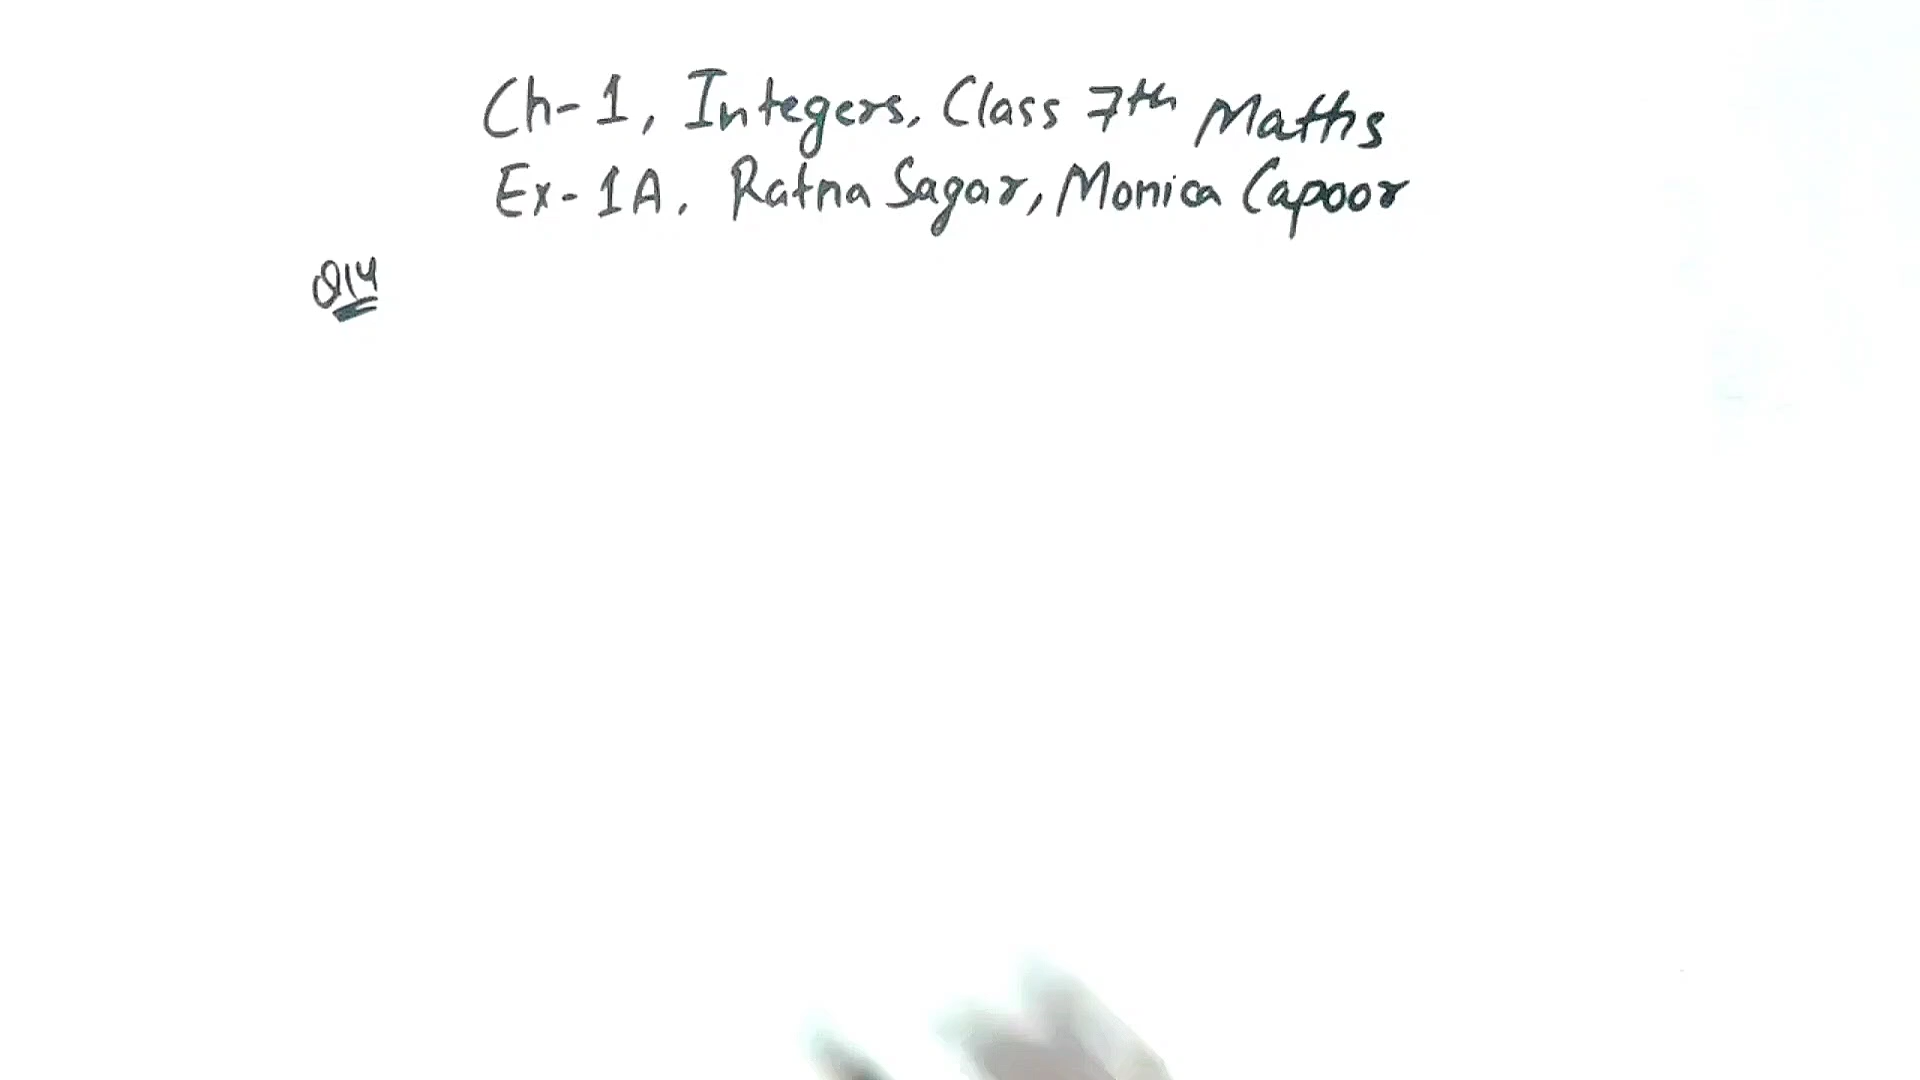 Ch-1, Integers, Class 7th Maths
Ex-1A, Ratna Sagar, Monica Capoor
Q14